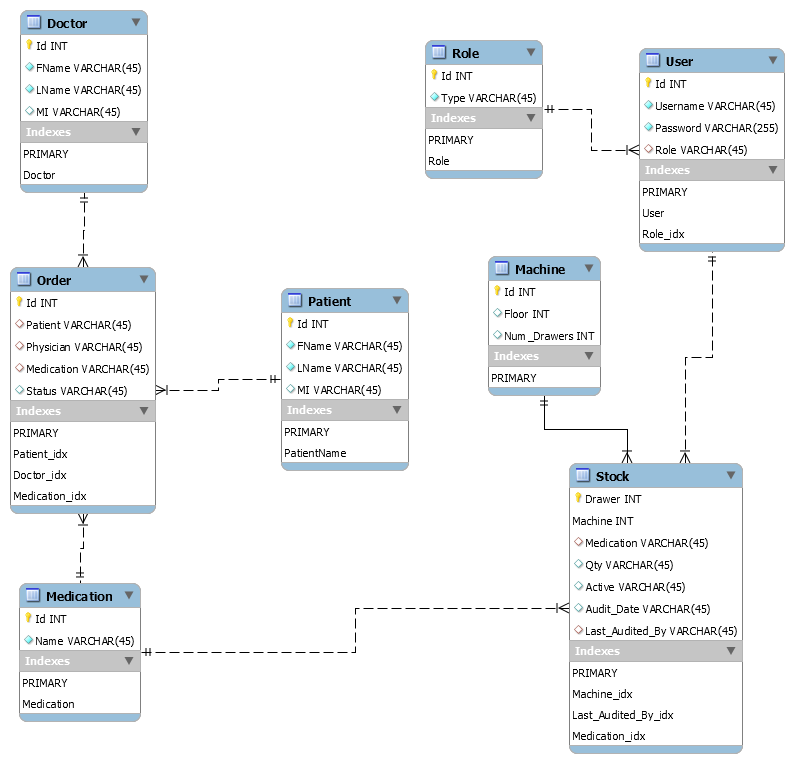 Doctor
Id INT
FName VARCHAR(45)
LName VARCHAR(45)
MI VARCHAR(45)
Indexes
PRIMARY
Doctor
Role
Id INT
Type VARCHAR(45)
Indexes
PRIMARY
Role
User
Id INT
Username VARCHAR(45)
Password VARCHAR(255)
Role VARCHAR(45)
Indexes
PRIMARY
User
Role_idx
Order
Id INT
Patient VARCHAR(45)
Physician VARCHAR(45)
Medication VARCHAR(45)
Status VARCHAR(45)
Indexes
PRIMARY
Patient_idx
Doctor_idx
Medication_idx
Patient
Id INT
FName VARCHAR(45)
LName VARCHAR(45)
MI VARCHAR(45)
Indexes
PRIMARY
PatientName
Machine
Id INT
Floor INT
Num_Drawers INT
Indexes
PRIMARY
Stock
Drawer INT
Machine INT
Medication VARCHAR(45)
Qty VARCHAR(45)
Active VARCHAR(45)
Audit_Date VARCHAR(45)
Last_Audited_By VARCHAR(45)
Indexes
PRIMARY
Machine_idx
Last_Audited_By_idx
Medication_idx
Medication
Id INT
Name VARCHAR(45)
Indexes
PRIMARY
Medication